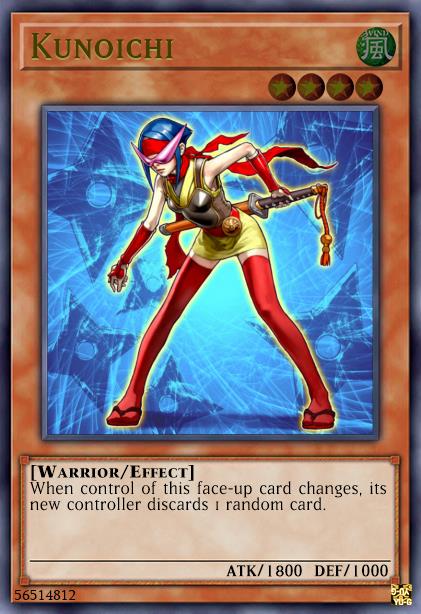 Kunoichi
WIND
風
[Warrior/Effect]
When control of this face-up card changes, its
new controller discards 1 random card.
ATK/1800 DEF/1000
56514812